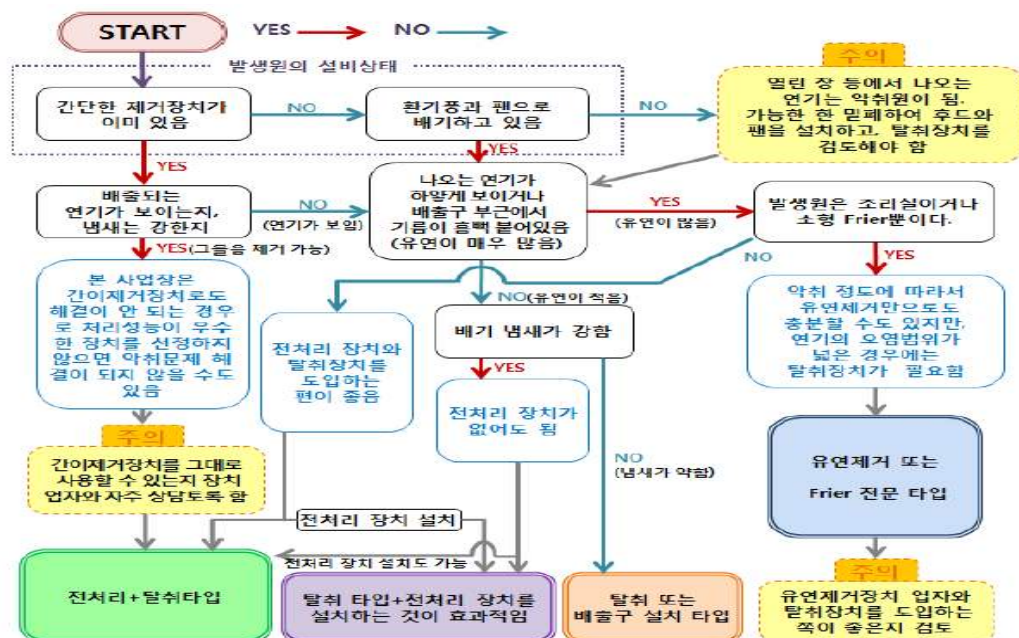 START
YES
NO
발생원의 설비상태
간단한 제거장치가
이미 있음
NO
환기풍과 팬으로
배기하고 있음
NO
주의
열린 장 등에서 나오는
연기는 악취원이 됨.
가능한 한 밀폐하여 후드와
팬을 설치하고, 탈취장치를
검토해야 함
YES
YES
배출되는
연기가 보이는지,
냄새는 강한지
NO
(연기가 보임)
나오는 연기가
하얗게 보이거나
배출구 부근에서
기름이 흠뻑 붙어있음
(유연이 매우 많음)
YES
(유연이 많음)
발생원은 조리실이거나
소형 Frier뿐이다.
YES(그을음 제거 가능)
NO
YES
본 사업장은
간이제거장치로도
해결이 안 되는 경우
로 처리성능이 우수
한 장치를 선정하지
않으면 악취문제 해
결이 되지 않을 수도
있음
전처리 장치와
탈취장치를
도입하는
편이 좋음
NO(유연이 적음)
배기 냄새가 강함
YES
전처리 장치가
없어도 됨
NO
(냄새가 약함)
악취 정도에 따라서
유연제거만으로도
충분할 수도 있지만,
연기의 오염범위가
넓은 경우에는
탈취장치가 필요함
주의
간이제거장치를 그대로
사용할 수 있는지 장치
업자와 자주 상담토록 함
유연제거 또는
Frier 전문 타입
전처리 장치 설치
전처리 장치 설치도 가능
전처리+탈취타입
탈취 타입+전처리 장치를
설치하는 것이 효과적임
탈취 또는
배출구 설치 타입
주의
유연제거장치 입자와
탈취장치를 도입하는
쪽이 좋은지 검토